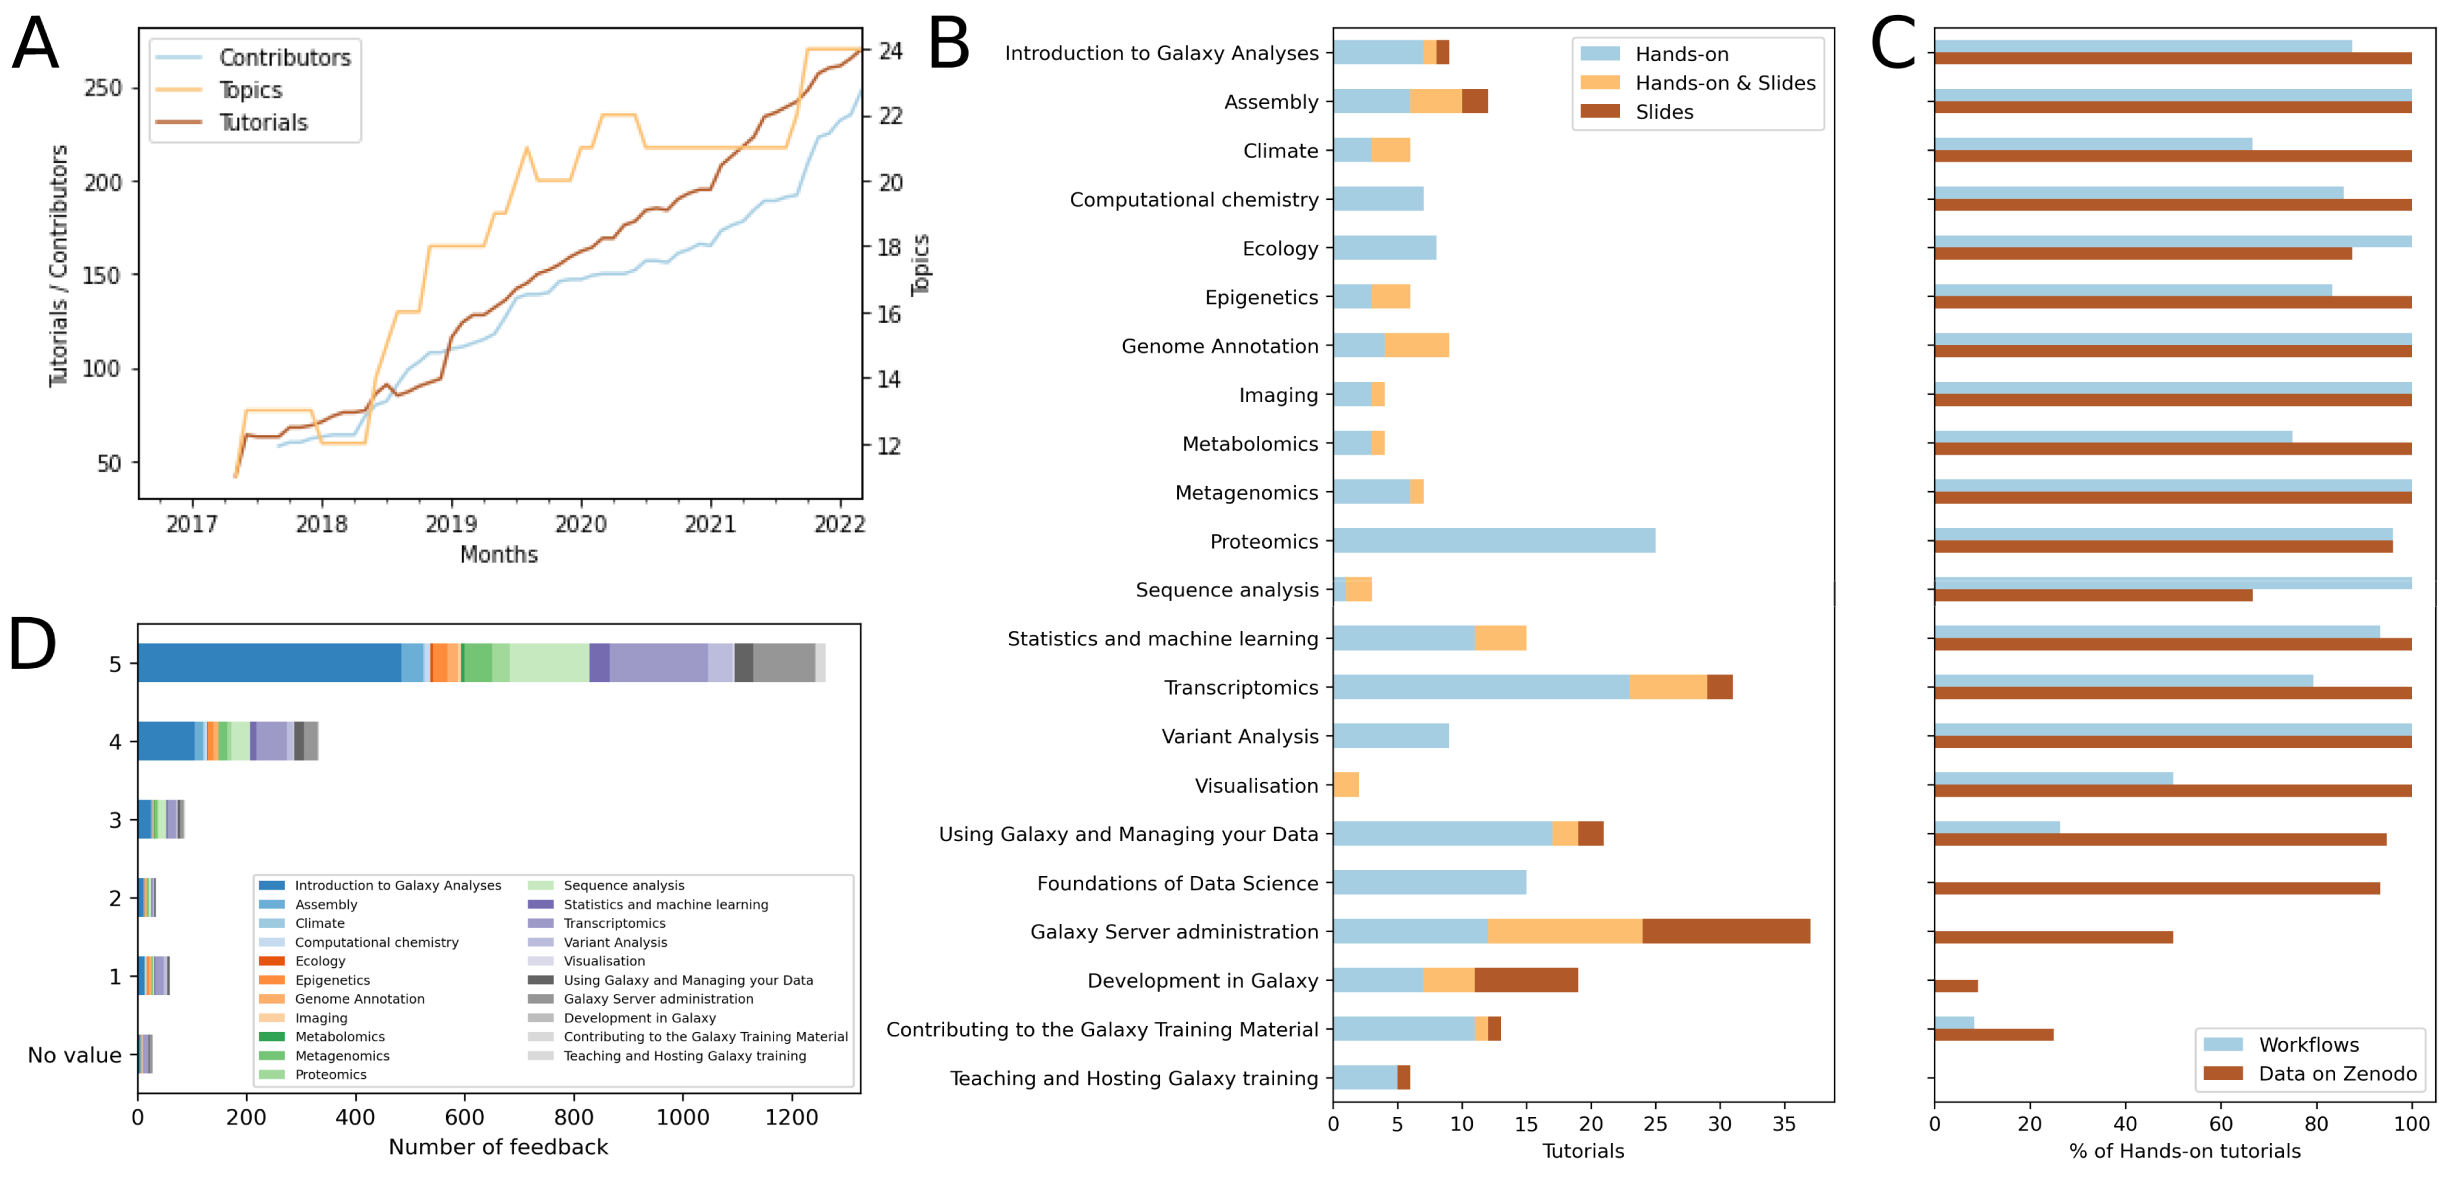 A
Contributors
Topics
Tutorials
250
200
150
100
50
Tutorials / Contributors
24
22
20
18
16
14
12
Topics
2017 2018 2019 2020 2021 2022
Months
B
Introduction to Galaxy Analyses
Assembly
Climate
Computational chemistry
Ecology
Epigenetics
Genome Annotation
Imaging
Metabolomics
Metagenomics
Proteomics
Sequence analysis
Statistics and machine learning
Transcriptomics
Variant Analysis
Visualisation
Using Galaxy and Managing your Data
Foundations of Data Science
Galaxy Server administration
Development in Galaxy
Contributing to the Galaxy Training Material
Teaching and Hosting Galaxy training
Hands-on
Hands-on & Slides
Slides
0 5 10 15 20 25 30 35
Tutorials
C
Workflows
Data on Zenodo
0 20 40 60 80 100
% of Hands-on tutorials
D
5
4
3
2
1
No value
Introduction to Galaxy Analyses
Assembly
Climate
Computational chemistry
Ecology
Epigenetics
Genome Annotation
Imaging
Metabolomics
Metagenomics
Proteomics
Sequence analysis
Statistics and machine learning
Transcriptomics
Variant Analysis
Visualisation
Using Galaxy and Managing your Data
Galaxy Server administration
Development in Galaxy
Contributing to the Galaxy Training Material
Teaching and Hosting Galaxy training
0 200 400 600 800 1000 1200
Number of feedback